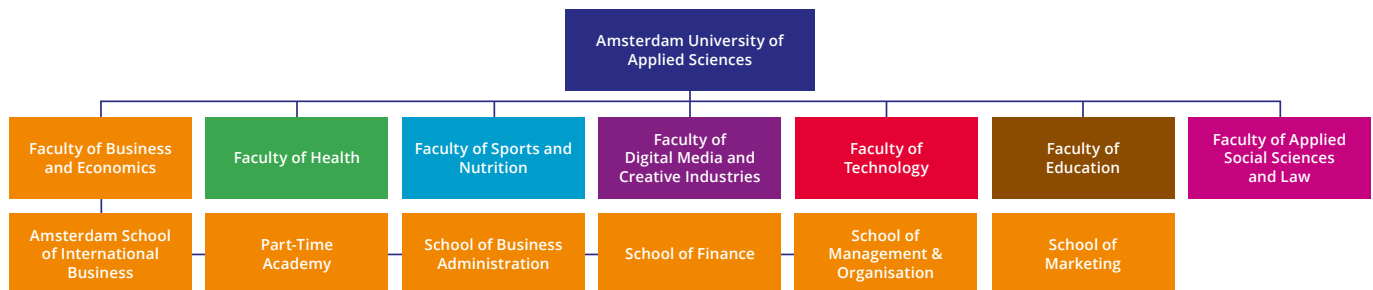 Amsterdam University of
Applied Sciences
Faculty of Business
and Economics
Faculty of Health
Faculty of Sports and
Nutrition
Faculty of
Digital Media and
Creative Industries
Faculty of
Technology
Faculty of
Education
Faculty of Applied
Social Sciences
and Law
Amsterdam School
of International
Business
Part-Time
Academy
School of Business
Administration
School of Finance
School of
Management &
Organisation
School of
Marketing